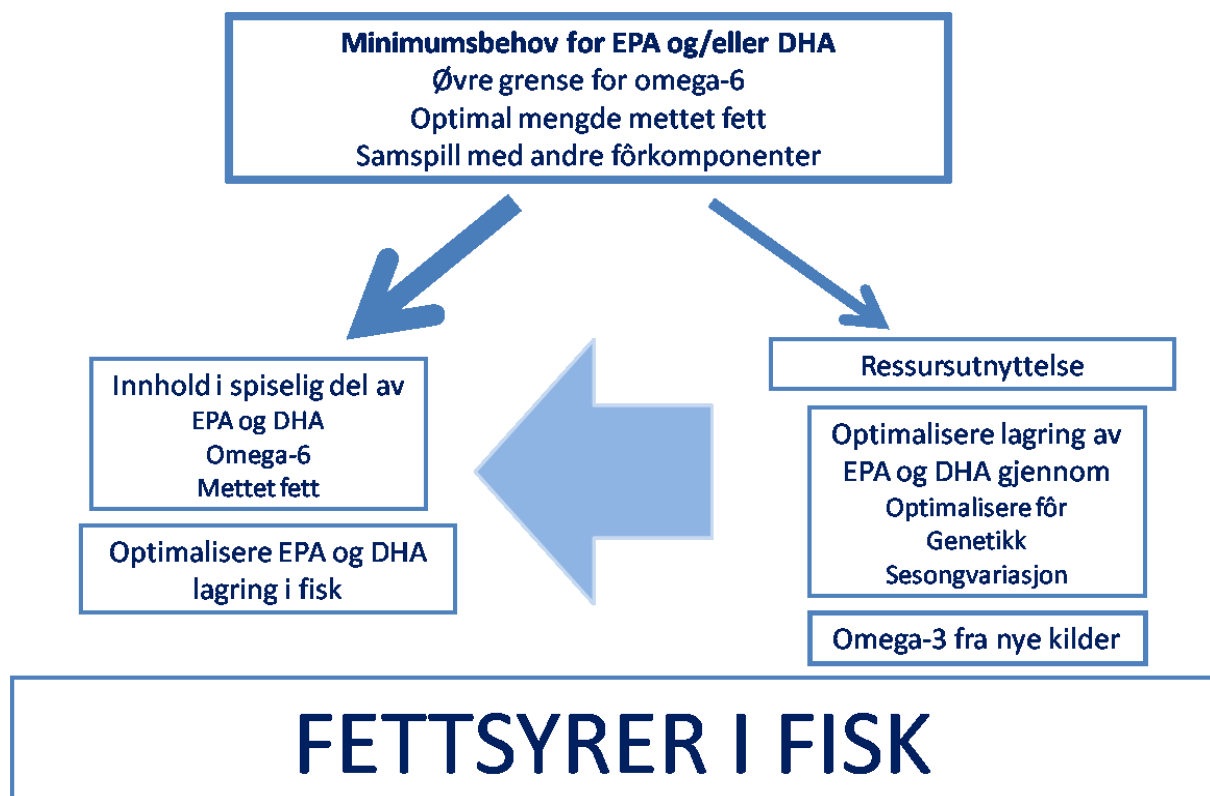 Minimumsbehov for EPA og/eller DHA
Øvre grense for omega-6
Optimal mengde mettet fett
Samspill med andre fôrkomponenter
Innhold i spiselig del av
EPA og DHA
Omega-6
Mettet fett
Optimalisere EPA og DHA
lagring i fisk
Ressursutnyttelse
Optimalisere lagring av
EPA og DHA gjennom
Optimalisere fôr
Genetikk
Sesongvariasjon
Omega-3 fra nye kilder
FETTSYRER I FISK